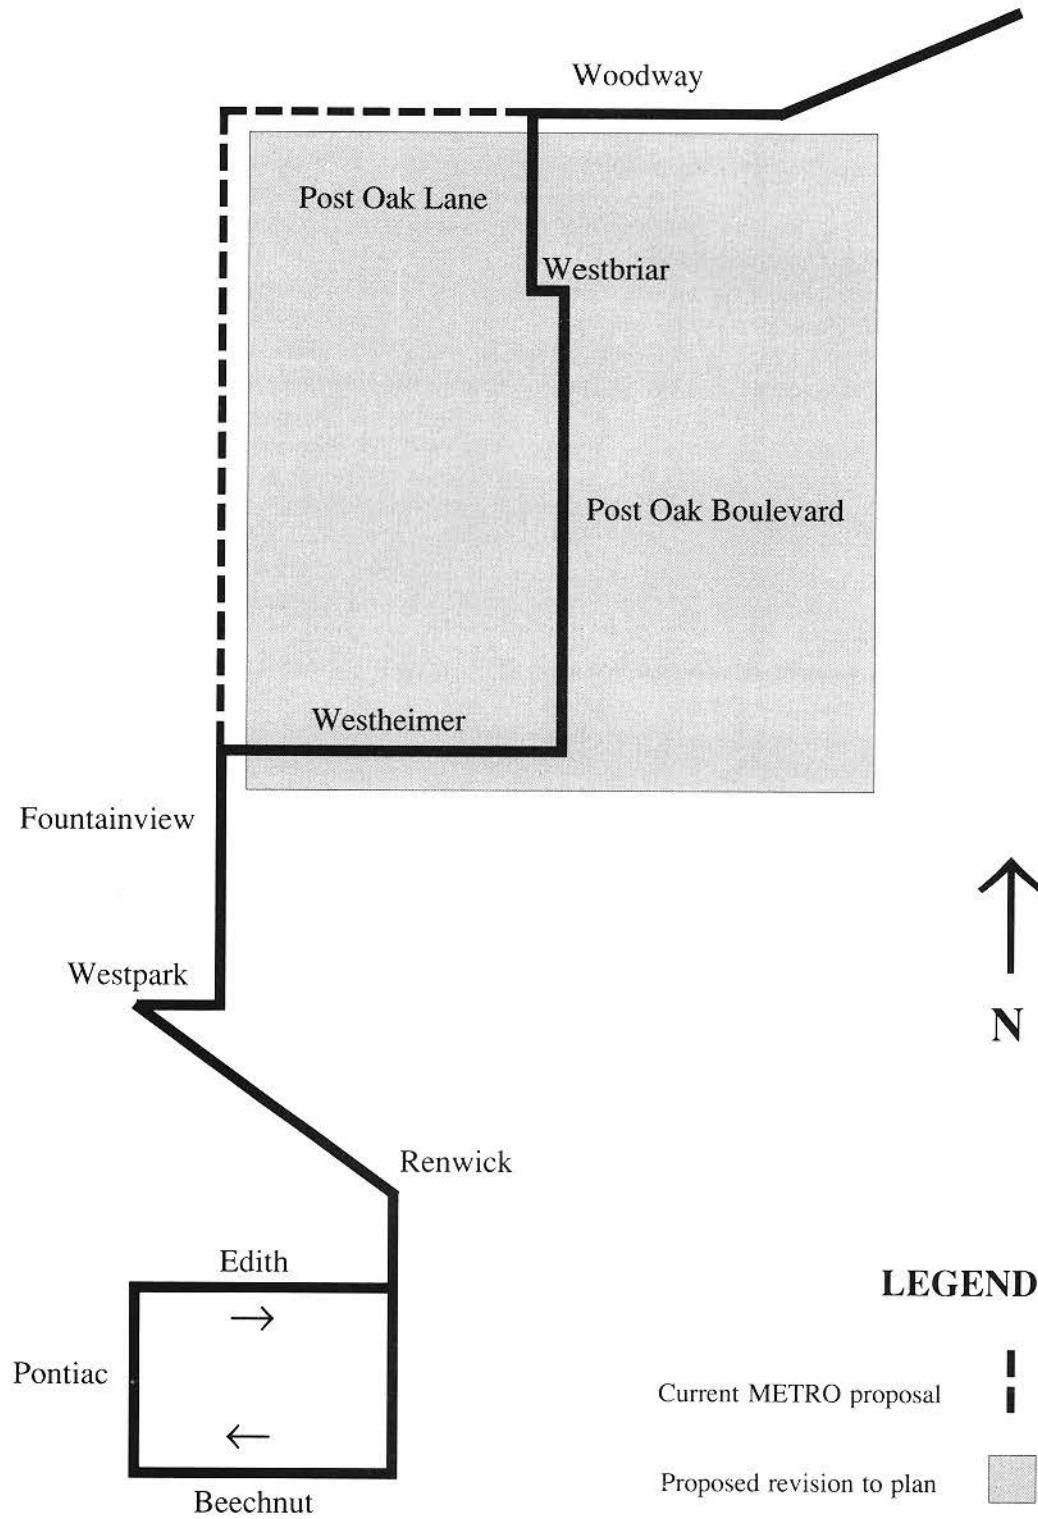 Woodway
Post Oak Lane
Westbriar
Post Oak Boulevard
Westheimer
Fountainview
Westpark
N
Renwick
Edith
LEGEND
Pontiac
Current METRO proposal
Proposed revision to plan
Beechnut